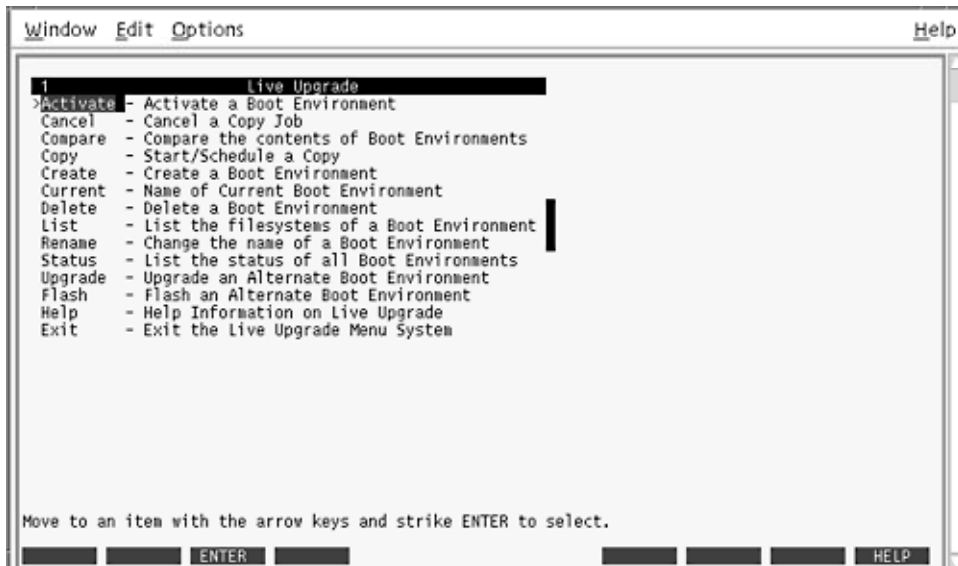 Window Edit Options Help
1 Live Upgrade
>Activate - Activate a Boot Environment
Cancel - Cancel a Copy Job
Compare - Compare the contents of Boot Environments
Copy - Start/Schedule a Copy
Create - Create a Boot Environment
Current - Name of Current Boot Environment
Delete - Delete a Boot Environment
List - List the filesystems of a Boot Environment
Rename - Change the name of a Boot Environment
Status - List the status of all Boot Environments
Upgrade - Upgrade an Alternate Boot Environment
Flash - Flash an Alternate Boot Environment
Help - Help Information on Live Upgrade
Exit - Exit the Live Upgrade Menu System
Move to an item with the arrow keys and strike ENTER to select.
ENTER HELP